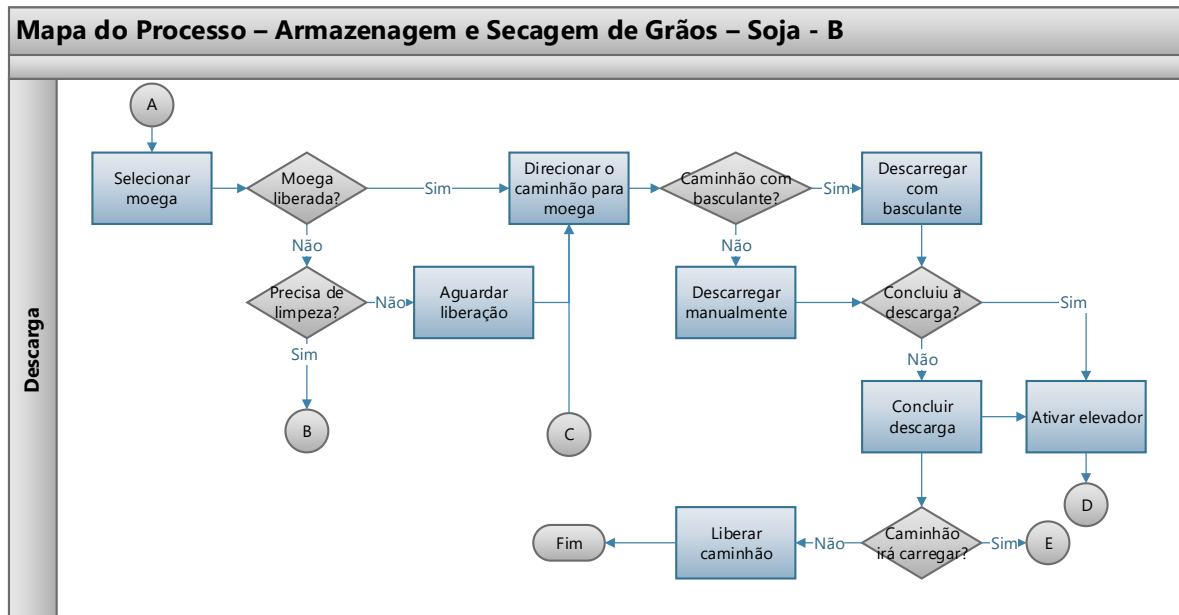 Mapa do Processo – Armazenagem e Secagem de Grãos – Soja - B
Descarga
A
Selecionar
moega
Moega
liberada?
Sim
Direcionar o
caminhão para
moega
Caminhão com
basculante?
Sim
Descarregar
com
basculante
Não
Não
Precisa de
limpeza?
Não
Aguardar
liberação
Descarregar
manualmente
Concluiu a
descarga?
Sim
Sim
Não
B
C
Concluir
descarga
Ativar elevador
D
Fim
Liberar
caminhão
Não
Caminhão
irá carregar?
Sim
E